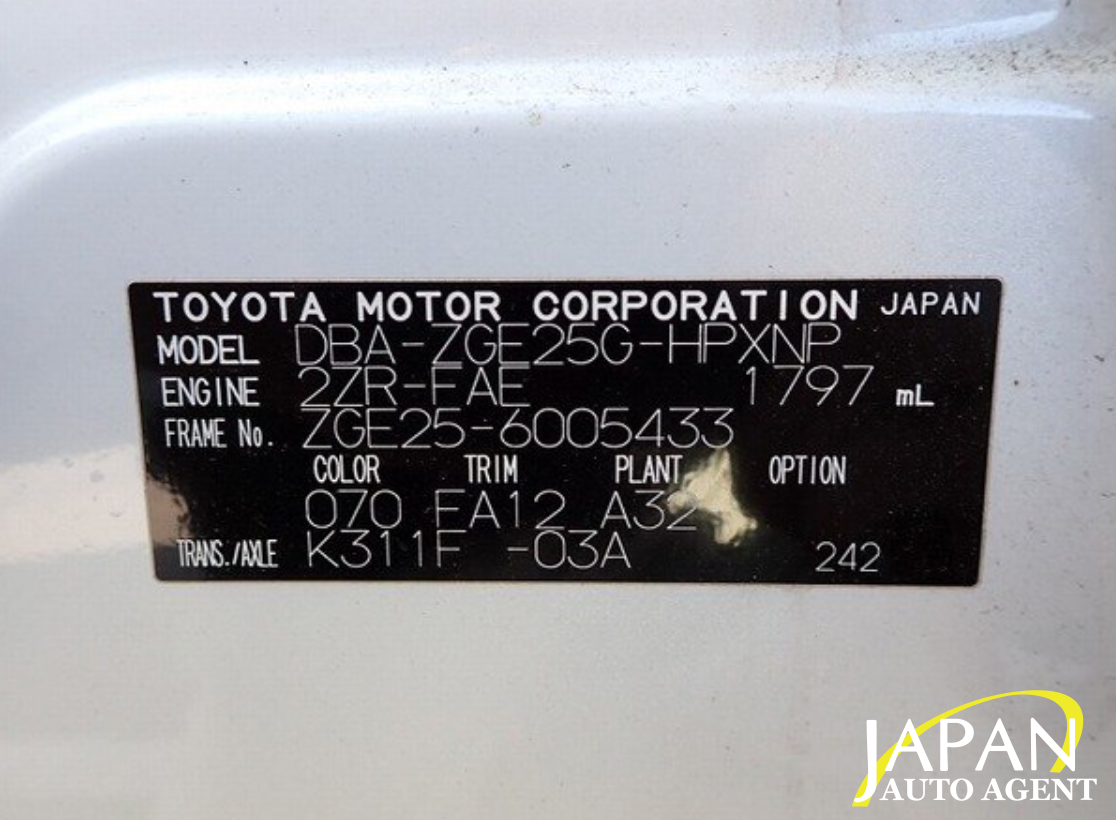 TOYOTA MOTOR CORPORATION JAPAN
MODEL DBA-ZGE25G-HPXNP
ENGINE 2ZR-FAE 1797 mL
FRAME No. ZGE25-6005433
COLOR TRIM PLANT OPTION
070 FA12 A32
TRANS./AXLE K311F -03A 242
JAPAN
AUTO AGENT